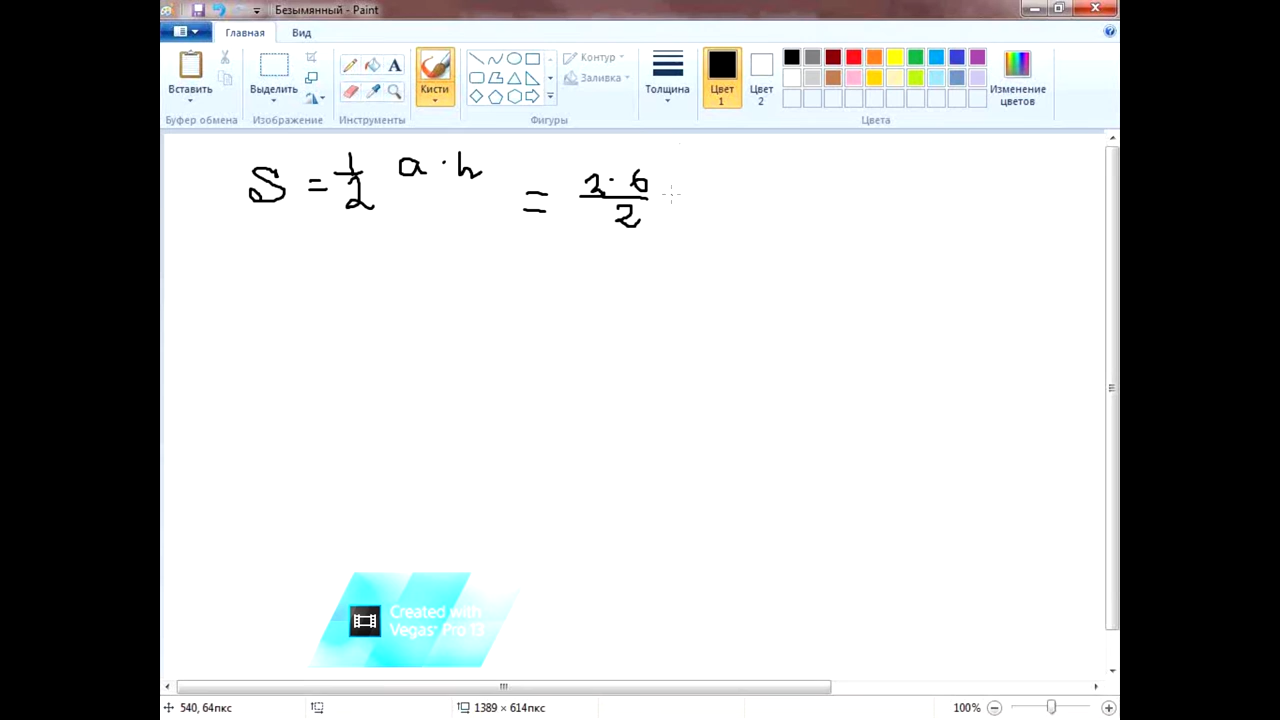 Безымянный - Paint
Главная Вид
Вставить Выделить Кисти Контур Заливка Толщина Цвет 1 Цвет 2 Изменение цветов
Буфер обмена Изображение Инструменты Фигуры Цвета
S = 1/2 a · h = 2 · 6 / 2
Created with
Vegas Pro 13
540, 64пкс 1389 × 614пкс 100%